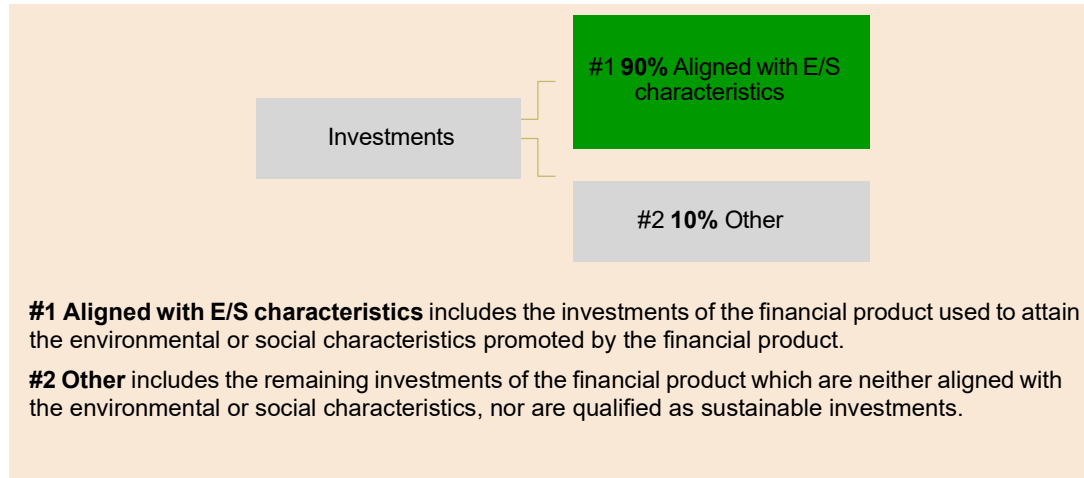 #1 90% Aligned with E/S
characteristics
Investments
#2 10% Other
#1 Aligned with E/S characteristics includes the investments of the financial product used to attain
the environmental or social characteristics promoted by the financial product.
#2 Other includes the remaining investments of the financial product which are neither aligned with
the environmental or social characteristics, nor are qualified as sustainable investments.